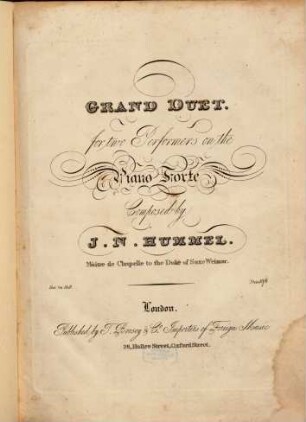 GRAND DUET.
for two Performers on the
Piano Forte
Composed by
J. N. HUMMEL.
Maitre de Chapelle to the Duke of Saxe Weimar.
London.
Published by T. Boosey & Co. Importers of Foreign Music
28, Holles Street, Oxford Street.